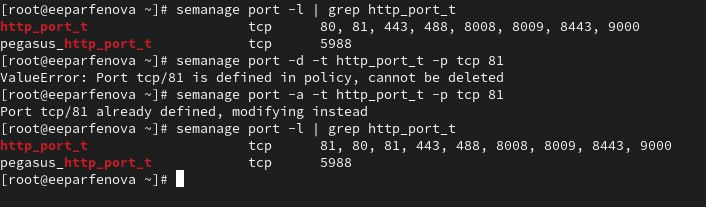 [root@eeparfenova ~]# semanage port -l | grep http_port_t
http_port_t                    tcp      80, 81, 443, 488, 8008, 8009, 8443, 9000
pegasus_http_port_t            tcp      5988
[root@eeparfenova ~]# semanage port -d -t http_port_t -p tcp 81
ValueError: Port tcp/81 is defined in policy, cannot be deleted
[root@eeparfenova ~]# semanage port -a -t http_port_t -p tcp 81
Port tcp/81 already defined, modifying instead
[root@eeparfenova ~]# semanage port -l | grep http_port_t
http_port_t                    tcp      81, 80, 81, 443, 488, 8008, 8009, 8443, 9000
pegasus_http_port_t            tcp      5988
[root@eeparfenova ~]#